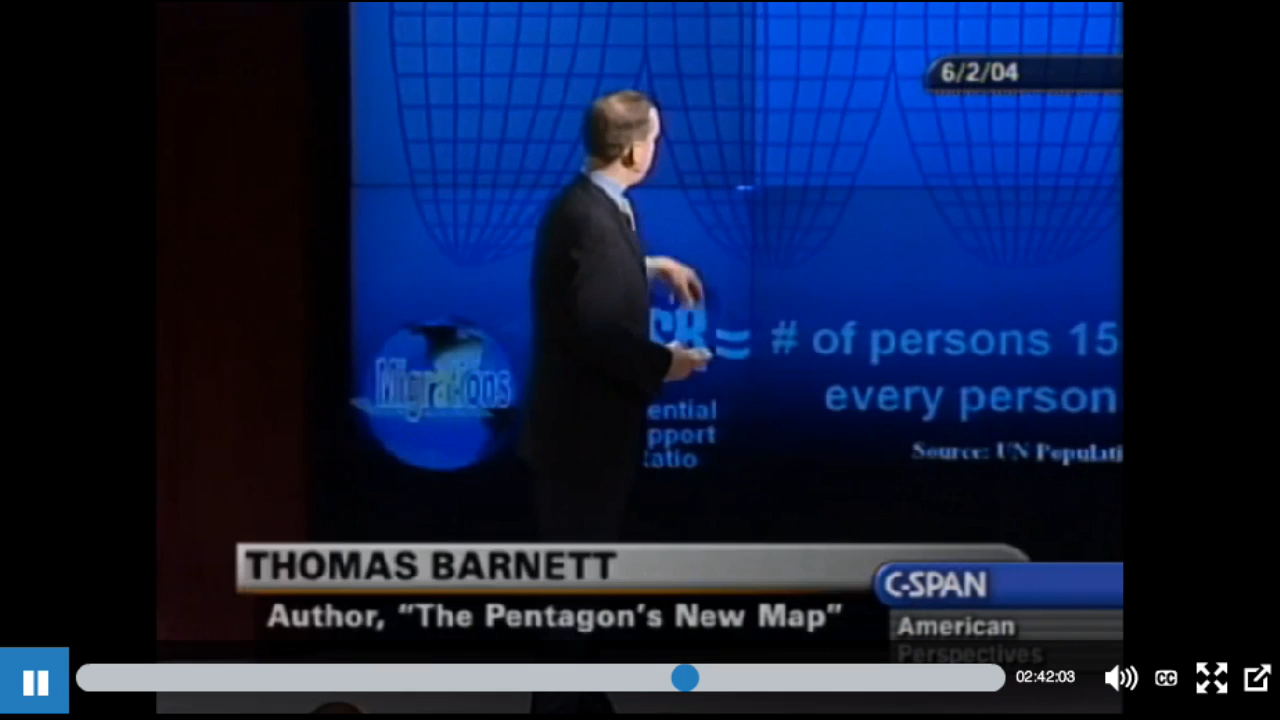 6/2/04
Migrations
= # of persons 15
every person
ential
pport
atio
Source: UN Populati
THOMAS BARNETT
Author, “The Pentagon's New Map”
C-SPAN
American
Perspectives
02:42:03
CC